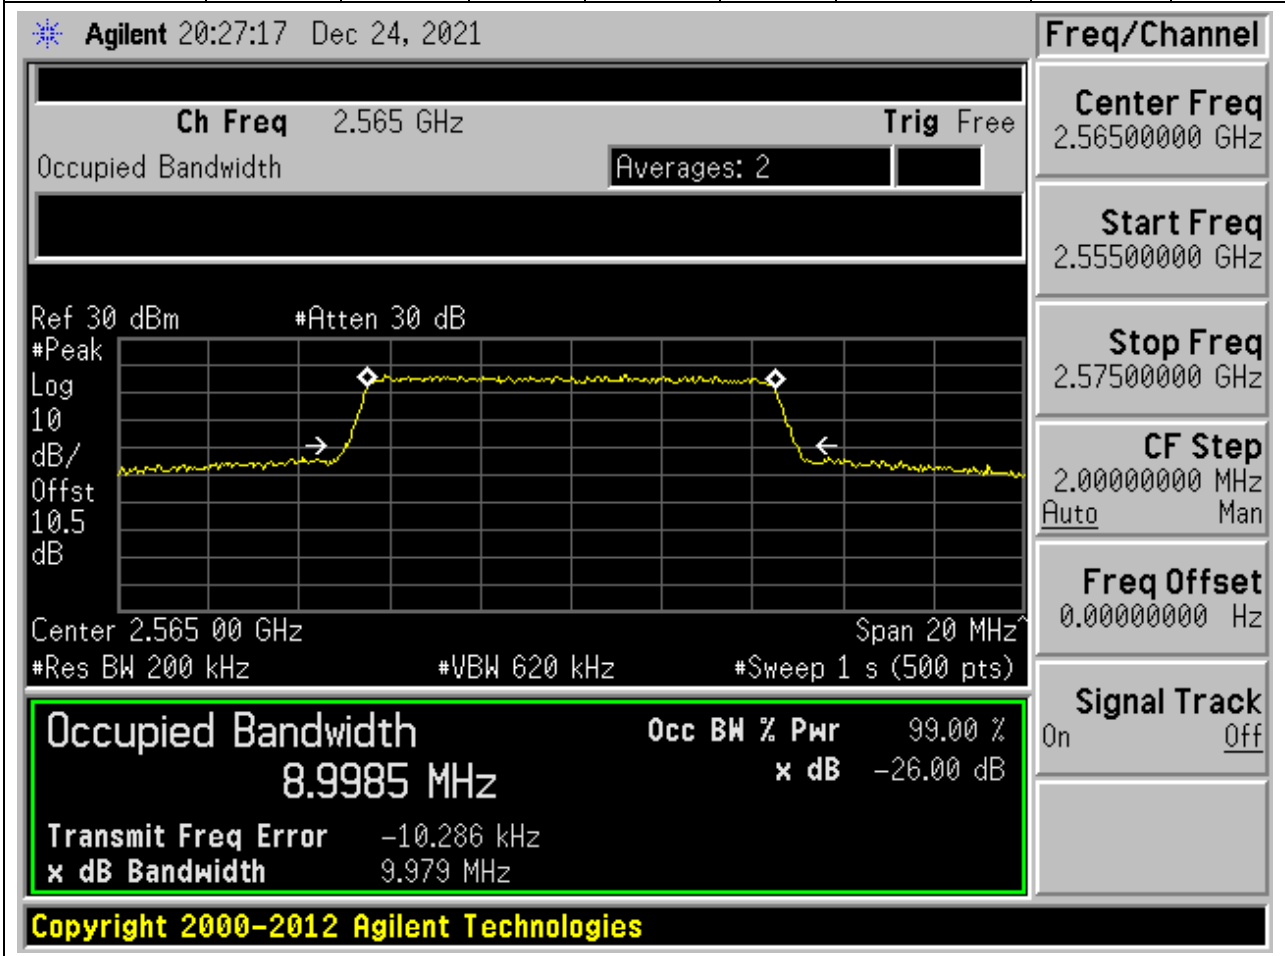 Agilent 20:27:17 Dec 24, 2021
Freq/Channel
Ch Freq 2.565 GHz
Trig Free
Occupied Bandwidth
Averages: 2
Center Freq
2.56500000 GHz
Start Freq
2.55500000 GHz
Stop Freq
2.57500000 GHz
CF Step
2.00000000 MHz
Auto Man
Freq Offset
0.00000000 Hz
Signal Track
On Off
Ref 30 dBm #Atten 30 dB
#Peak
Log
10
dB/
Offst
10.5
dB
Center 2.565 00 GHz Span 20 MHz^
#Res BW 200 kHz #VBW 620 kHz #Sweep 1 s (500 pts)
Occupied Bandwidth
8.9985 MHz
Occ BW % Pwr 99.00 %
x dB -26.00 dB
Transmit Freq Error -10.286 kHz
x dB Bandwidth 9.979 MHz
Copyright 2000-2012 Agilent Technologies